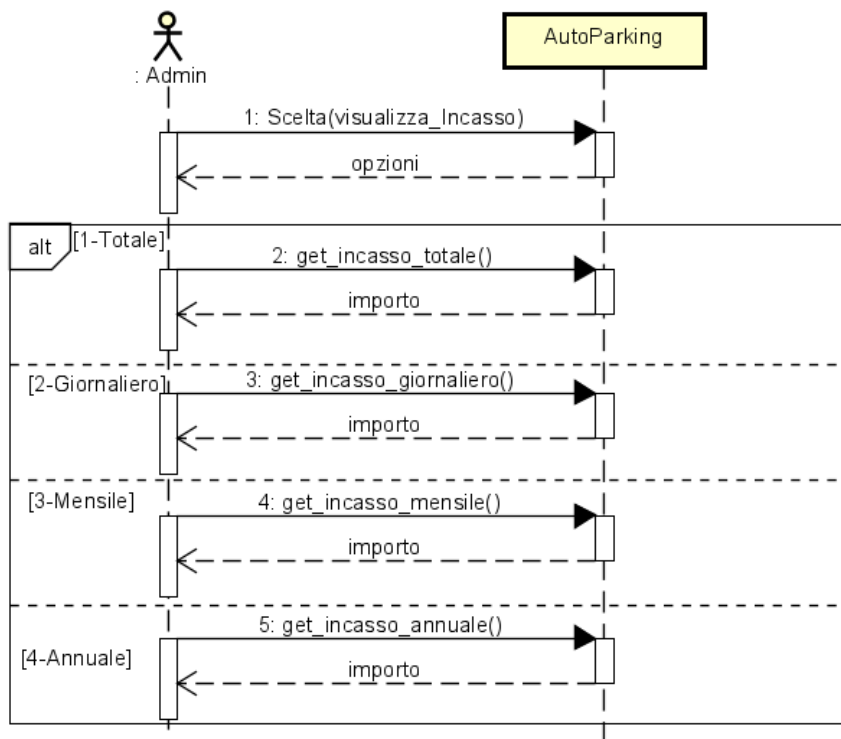 : Admin
AutoParking
1: Scelta(visualizza_Incasso)
opzioni
alt
[1-Totale]
2: get_incasso_totale()
importo
[2-Giornaliero]
3: get_incasso_giornaliero()
importo
[3-Mensile]
4: get_incasso_mensile()
importo
[4-Annuale]
5: get_incasso_annuale()
importo